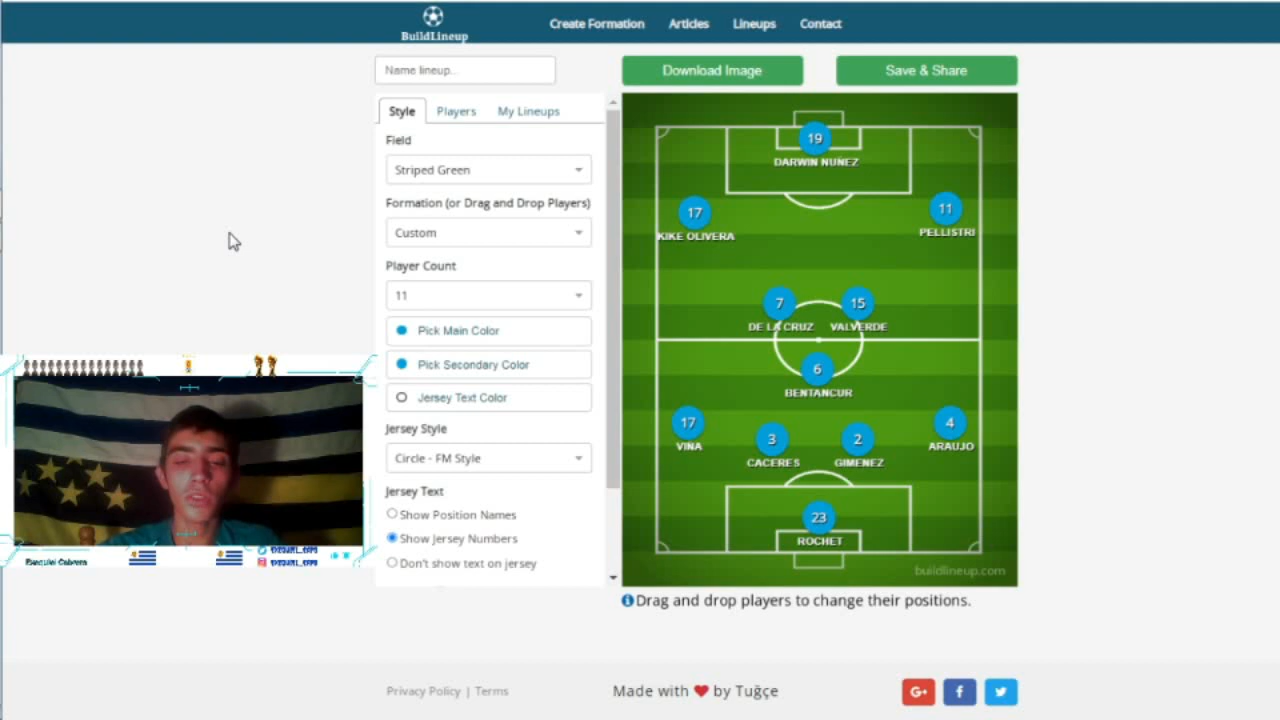 BuildLineup
Create Formation
Articles
Lineups
Contact
Name lineup...
Download Image
Save & Share
Style
Players
My Lineups
Field
Striped Green
Formation (or Drag and Drop Players)
Custom
Player Count
11
Pick Main Color
Pick Secondary Color
Jersey Text Color
Jersey Style
Circle - FM Style
Jersey Text
Show Position Names
Show Jersey Numbers
Don't show text on jersey
19
DARWIN NUÑEZ
17
KIKE OLIVERA
11
PELLISTRI
7
DE LA CRUZ
15
VALVERDE
6
BENTANCUR
17
VIÑA
3
CACERES
2
GIMENEZ
4
ARAUJO
23
ROCHET
buildlineup.com
Drag and drop players to change their positions.
Exequiel Cabrera
Privacy Policy | Terms
Made with ❤ by Tuğçe
G+
f